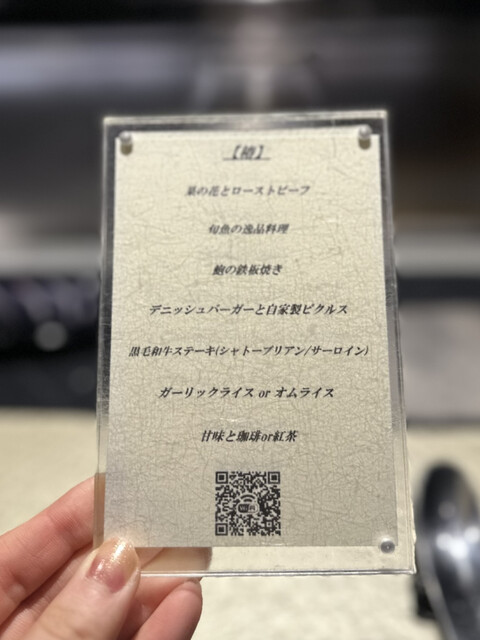 【椿】
菜の花とローストビーフ
旬魚の逸品料理
鮑の鉄板焼き
デニッシュバーガーと自家製ピクルス
黒毛和牛ステーキ(シャトーブリアン/サーロイン)
ガーリックライス or オムライス
甘味と珈琲or紅茶
Wi-Fi